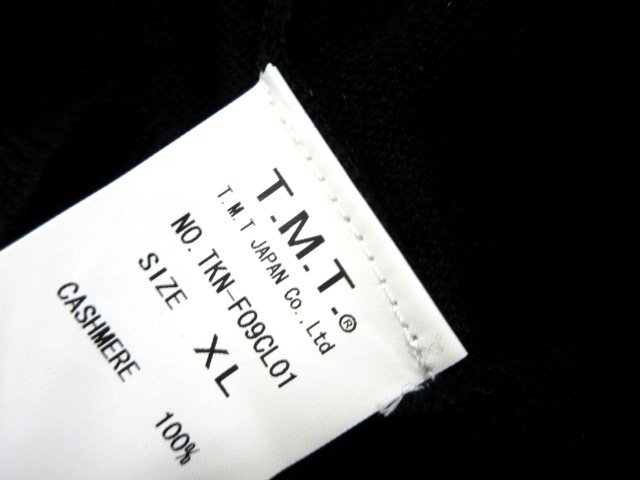 T.M.T.®
T.M.T JAPAN Co.,Ltd
NO.TKN-F09CL01
SIZE XL
CASHMERE 100%